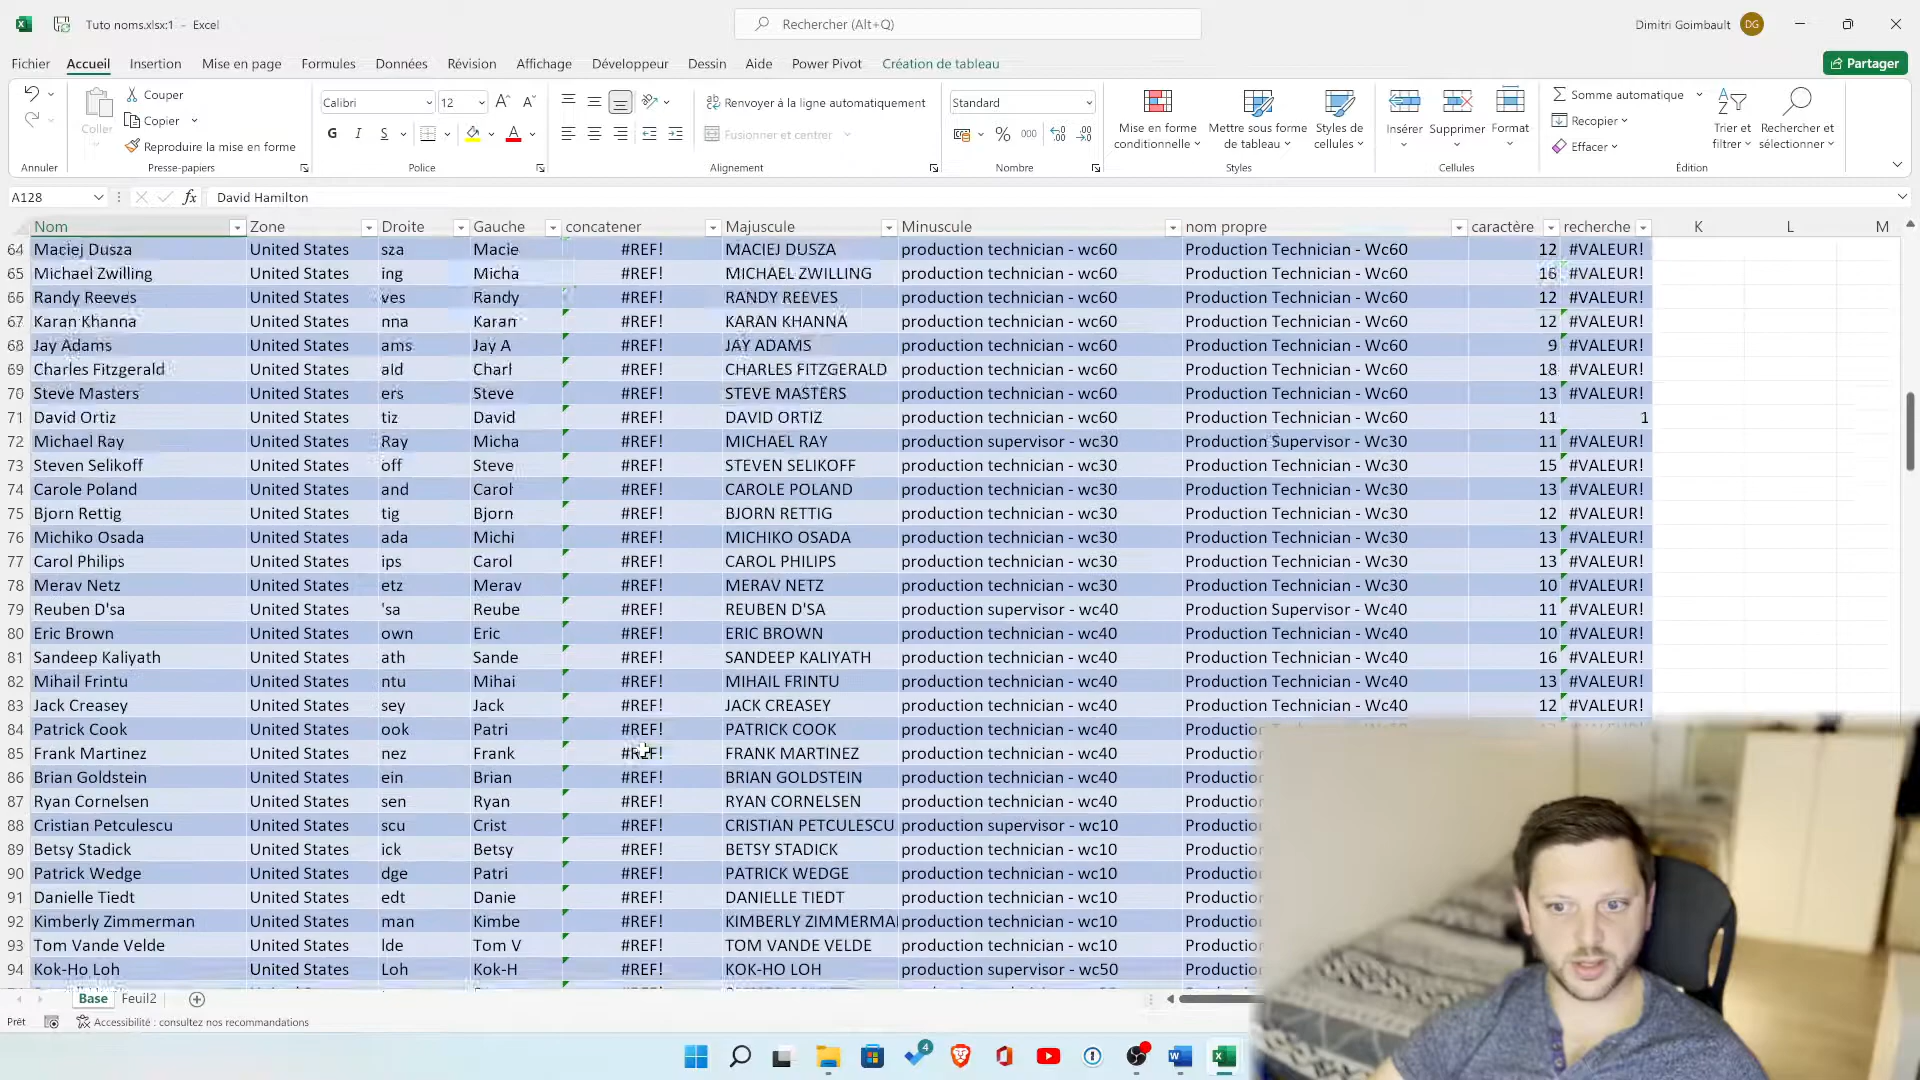 Tuto noms.xlsx:1 - Excel
Rechercher (Alt+Q)
Dimitri Goimbault DG
Fichier Accueil Insertion Mise en page Formules Données Révision Affichage Développeur Dessin Aide Power Pivot Création de tableau Partager
Coller Couper
Copier
Reproduire la mise en forme
Calibri 12
G I S
Renvoyer à la ligne automatiquement
Fusionner et centrer
Standard
% 000
Mise en forme conditionnelle
Mettre sous forme de tableau
Styles de cellules
Insérer Supprimer Format
Somme automatique
Recopier
Effacer
Trier et filtrer
Rechercher et sélectionner
Annuler Presse-papiers Police Alignement Nombre Styles Cellules Édition
A128 fx David Hamilton
Nom Zone Droite Gauche concatener Majuscule Minuscule nom propre caractère recherche K L M
64 Maciej Dusza United States sza Macie #REF! MACIEJ DUSZA production technician - wc60 Production Technician - Wc60 12 #VALEUR!
65 Michael Zwilling United States ing Micha #REF! MICHAEL ZWILLING production technician - wc60 Production Technician - Wc60 16 #VALEUR!
66 Randy Reeves United States ves Randy #REF! RANDY REEVES production technician - wc60 Production Technician - Wc60 12 #VALEUR!
67 Karan Khanna United States nna Karan #REF! KARAN KHANNA production technician - wc60 Production Technician - Wc60 12 #VALEUR!
68 Jay Adams United States ams Jay A #REF! JAY ADAMS production technician - wc60 Production Technician - Wc60 9 #VALEUR!
69 Charles Fitzgerald United States ald Charl #REF! CHARLES FITZGERALD production technician - wc60 Production Technician - Wc60 18 #VALEUR!
70 Steve Masters United States ers Steve #REF! STEVE MASTERS production technician - wc60 Production Technician - Wc60 13 #VALEUR!
71 David Ortiz United States tiz David #REF! DAVID ORTIZ production technician - wc60 Production Technician - Wc60 11 1
72 Michael Ray United States Ray Micha #REF! MICHAEL RAY production supervisor - wc30 Production Supervisor - Wc30 11 #VALEUR!
73 Steven Selikoff United States off Steve #REF! STEVEN SELIKOFF production technician - wc30 Production Technician - Wc30 15 #VALEUR!
74 Carole Poland United States and Carol #REF! CAROLE POLAND production technician - wc30 Production Technician - Wc30 13 #VALEUR!
75 Bjorn Rettig United States tig Bjorn #REF! BJORN RETTIG production technician - wc30 Production Technician - Wc30 12 #VALEUR!
76 Michiko Osada United States ada Michi #REF! MICHIKO OSADA production technician - wc30 Production Technician - Wc30 13 #VALEUR!
77 Carol Philips United States ips Carol #REF! CAROL PHILIPS production technician - wc30 Production Technician - Wc30 13 #VALEUR!
78 Merav Netz United States etz Merav #REF! MERAV NETZ production technician - wc30 Production Technician - Wc30 10 #VALEUR!
79 Reuben D'sa United States 'sa Reube #REF! REUBEN D'SA production supervisor - wc40 Production Supervisor - Wc40 11 #VALEUR!
80 Eric Brown United States own Eric #REF! ERIC BROWN production technician - wc40 Production Technician - Wc40 10 #VALEUR!
81 Sandeep Kaliyath United States ath Sande #REF! SANDEEP KALIYATH production technician - wc40 Production Technician - Wc40 16 #VALEUR!
82 Mihail Frintu United States ntu Mihai #REF! MIHAIL FRINTU production technician - wc40 Production Technician - Wc40 13 #VALEUR!
83 Jack Creasey United States sey Jack #REF! JACK CREASEY production technician - wc40 Production Technician - Wc40 12 #VALEUR!
84 Patrick Cook United States ook Patri #REF! PATRICK COOK production technician - wc40 Production
85 Frank Martinez United States nez Frank #REF! FRANK MARTINEZ production technician - wc40 Produc
86 Brian Goldstein United States ein Brian #REF! BRIAN GOLDSTEIN production technician - wc40 Produc
87 Ryan Cornelsen United States sen Ryan #REF! RYAN CORNELSEN production technician - wc40 Produc
88 Cristian Petculescu United States scu Crist #REF! CRISTIAN PETCULESCU production supervisor - wc10 Produc
89 Betsy Stadick United States ick Betsy #REF! BETSY STADICK production technician - wc10 Produc
90 Patrick Wedge United States dge Patri #REF! PATRICK WEDGE production technician - wc10 Produc
91 Danielle Tiedt United States edt Danie #REF! DANIELLE TIEDT production technician - wc10 Produc
92 Kimberly Zimmerman United States man Kimbe #REF! KIMBERLY ZIMMERMA production technician - wc10 Produc
93 Tom Vande Velde United States lde Tom V #REF! TOM VANDE VELDE production technician - wc10 Produc
94 Kok-Ho Loh United States Loh Kok-H #REF! KOK-HO LOH production supervisor - wc50 Produc
Base Feuil2
Prêt Accessibilité : consultez nos recommandations
4